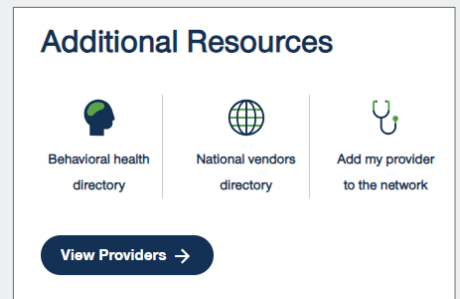 Additional Resources
Behavioral health
directory
National vendors
directory
Add my provider
to the network
View Providers →